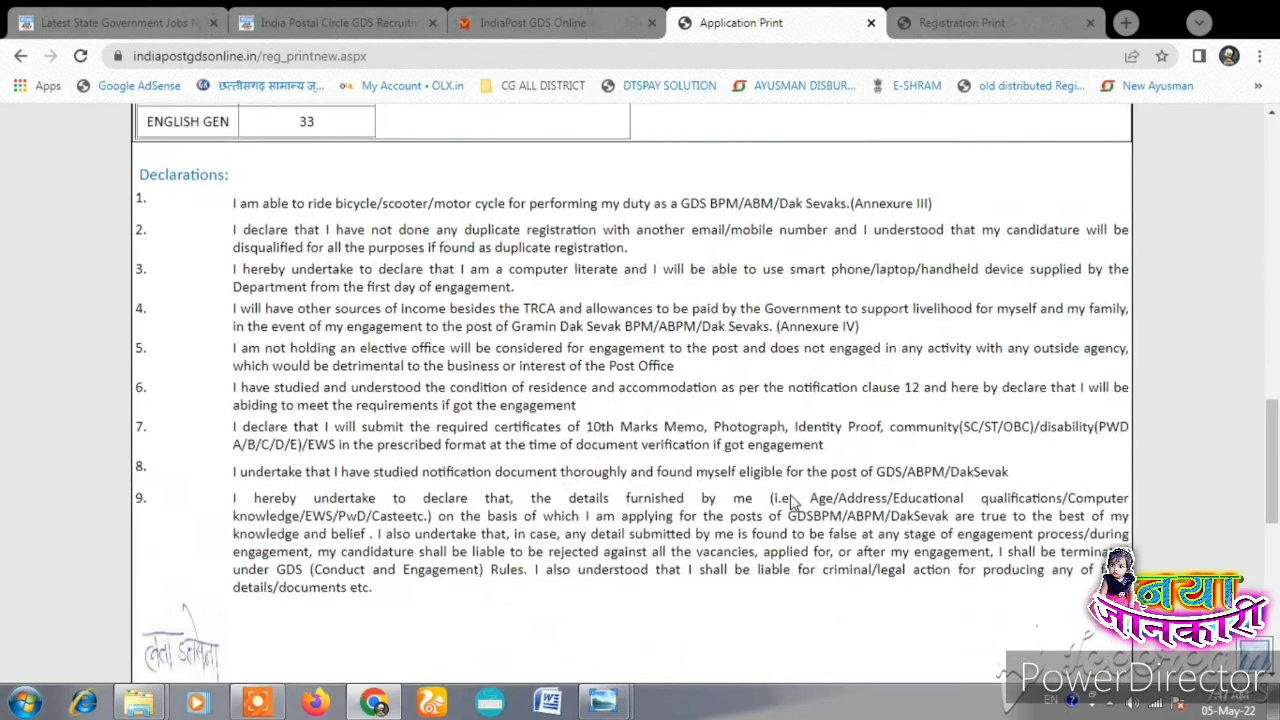 Latest State Government Jobs N
India Postal Circle GDS Recruitm
IndiaPost GDS Online
Application Print
Registration Print
indiapostgdsonline.in/reg_printnew.aspx
Apps Google AdSense छत्तीसगढ़ सामान्य ज्... My Account • OLX.in CG ALL DISTRICT DTSPAY SOLUTION AYUSMAN DISBUR... E-SHRAM old distributed Regi... New Ayusman »
ENGLISH GEN 33
Declarations:
1. I am able to ride bicycle/scooter/motor cycle for performing my duty as a GDS BPM/ABM/Dak Sevaks.(Annexure III)
2. I declare that I have not done any duplicate registration with another email/mobile number and I understood that my candidature will be
disqualified for all the purposes if found as duplicate registration.
3. I hereby undertake to declare that I am a computer literate and I will be able to use smart phone/laptop/handheld device supplied by the
Department from the first day of engagement.
4. I will have other sources of income besides the TRCA and allowances to be paid by the Government to support livelihood for myself and my family,
in the event of my engagement to the post of Gramin Dak Sevak BPM/ABPM/Dak Sevaks. (Annexure IV)
5. I am not holding an elective office will be considered for engagement to the post and does not engaged in any activity with any outside agency,
which would be detrimental to the business or interest of the Post Office
6. I have studied and understood the condition of residence and accommodation as per the notification clause 12 and here by declare that I will be
abiding to meet the requirements if got the engagement
7. I declare that I will submit the required certificates of 10th Marks Memo, Photograph, Identity Proof, community(SC/ST/OBC)/disability(PWD
A/B/C/D/E)/EWS in the prescribed format at the time of document verification if got engagement
8. I undertake that I have studied notification document thoroughly and found myself eligible for the post of GDS/ABPM/DakSevak
9. I hereby undertake to declare that, the details furnished by me (i.e Age/Address/Educational qualifications/Computer
knowledge/EWS/PwD/Casteetc.) on the basis of which I am applying for the posts of GDSBPM/ABPM/DakSevak are true to the best of my
knowledge and belief . I also undertake that, in case, any detail submitted by me is found to be false at any stage of engagement process/during
engagement, my candidature shall be liable to be rejected against all the vacancies, applied for, or after my engagement, I shall be termina
under GDS (Conduct and Engagement) Rules. I also understood that I shall be liable for criminal/legal action for producing any of
details/documents etc.
नया
जानकारी
PowerDirector
EN
7:47 AM
05-May-22